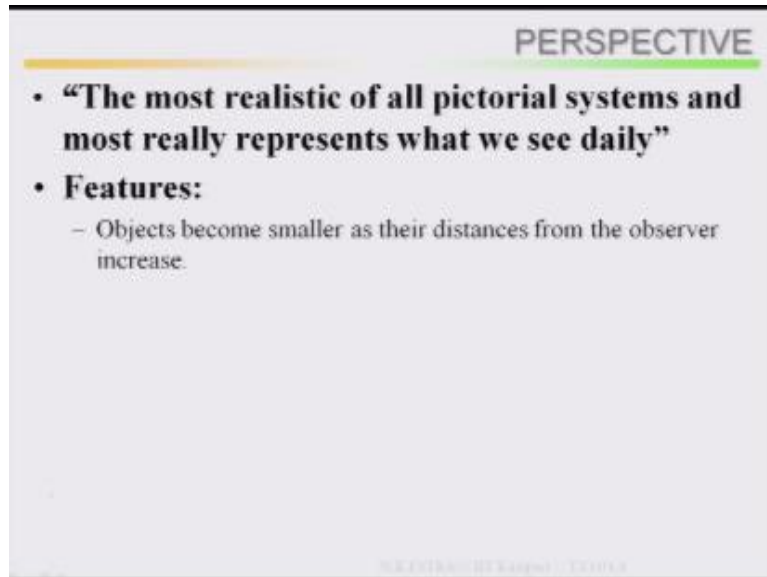 PERSPECTIVE
• “The most realistic of all pictorial systems and
most really represents what we see daily”
• Features:
– Objects become smaller as their distances from the observer
increase.